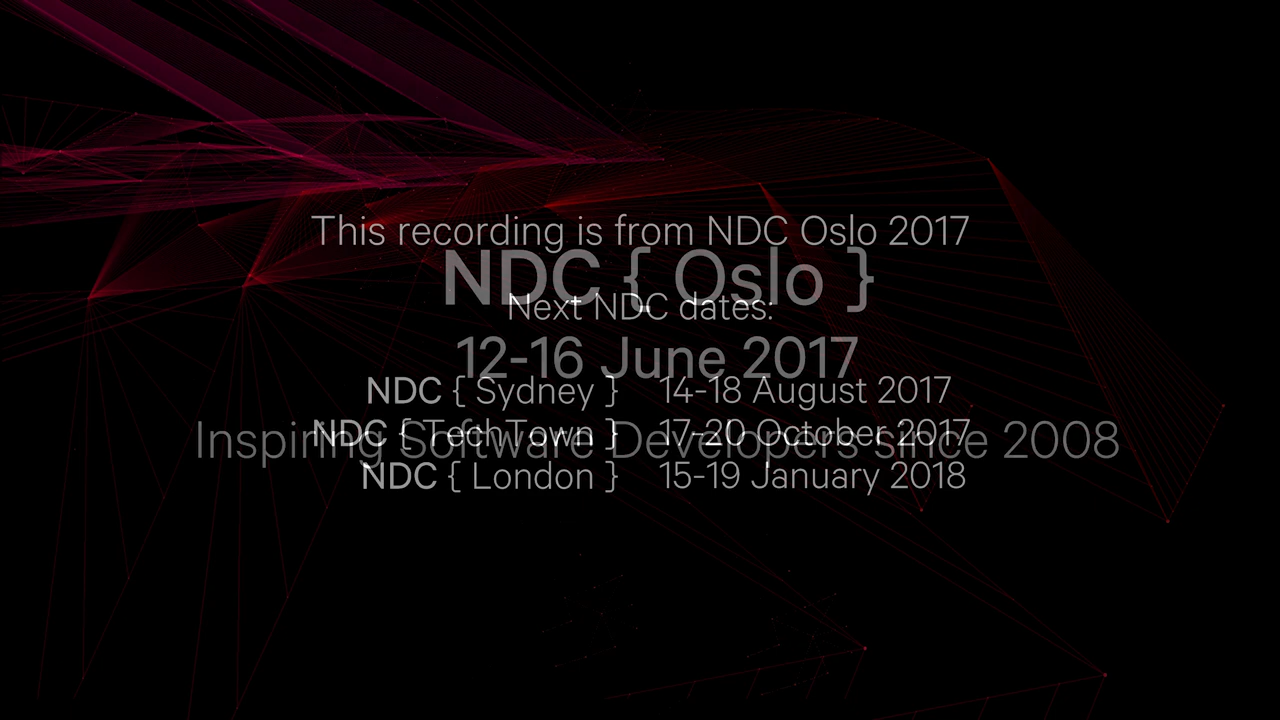 This recording is from NDC Oslo 2017
NDC { Oslo }
Next NDC dates:
12-16 June 2017
NDC { Sydney } 14-18 August 2017
NDC { TechTown } 17-20 October 2017
Inspiring Software Developers since 2008
NDC { London } 15-19 January 2018